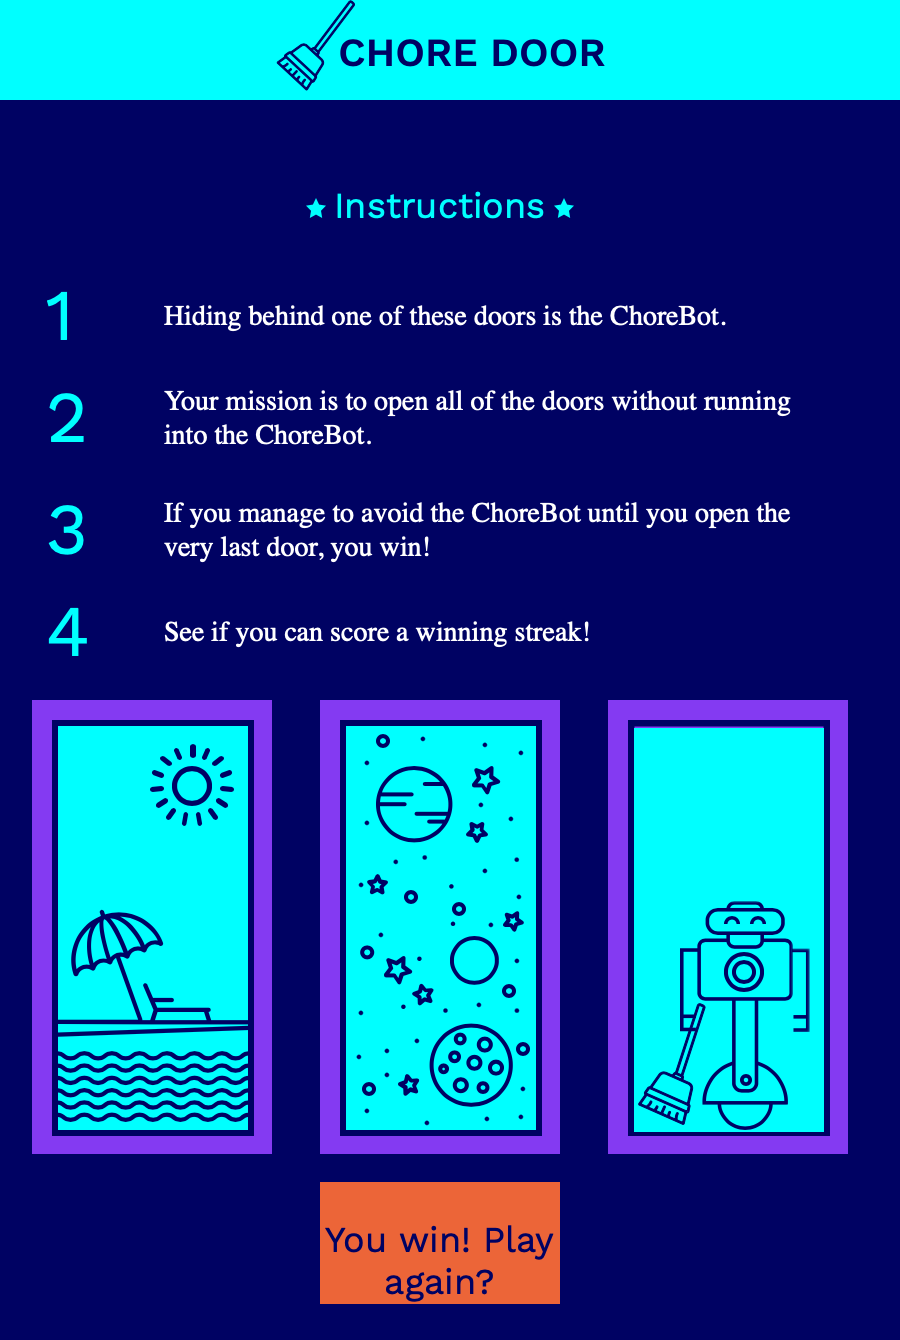 CHORE DOOR
Instructions
1
Hiding behind one of these doors is the ChoreBot.
2
Your mission is to open all of the doors without running
into the ChoreBot.
3
If you manage to avoid the ChoreBot until you open the
very last door, you win!
4
See if you can score a winning streak!
You win! Play
again?